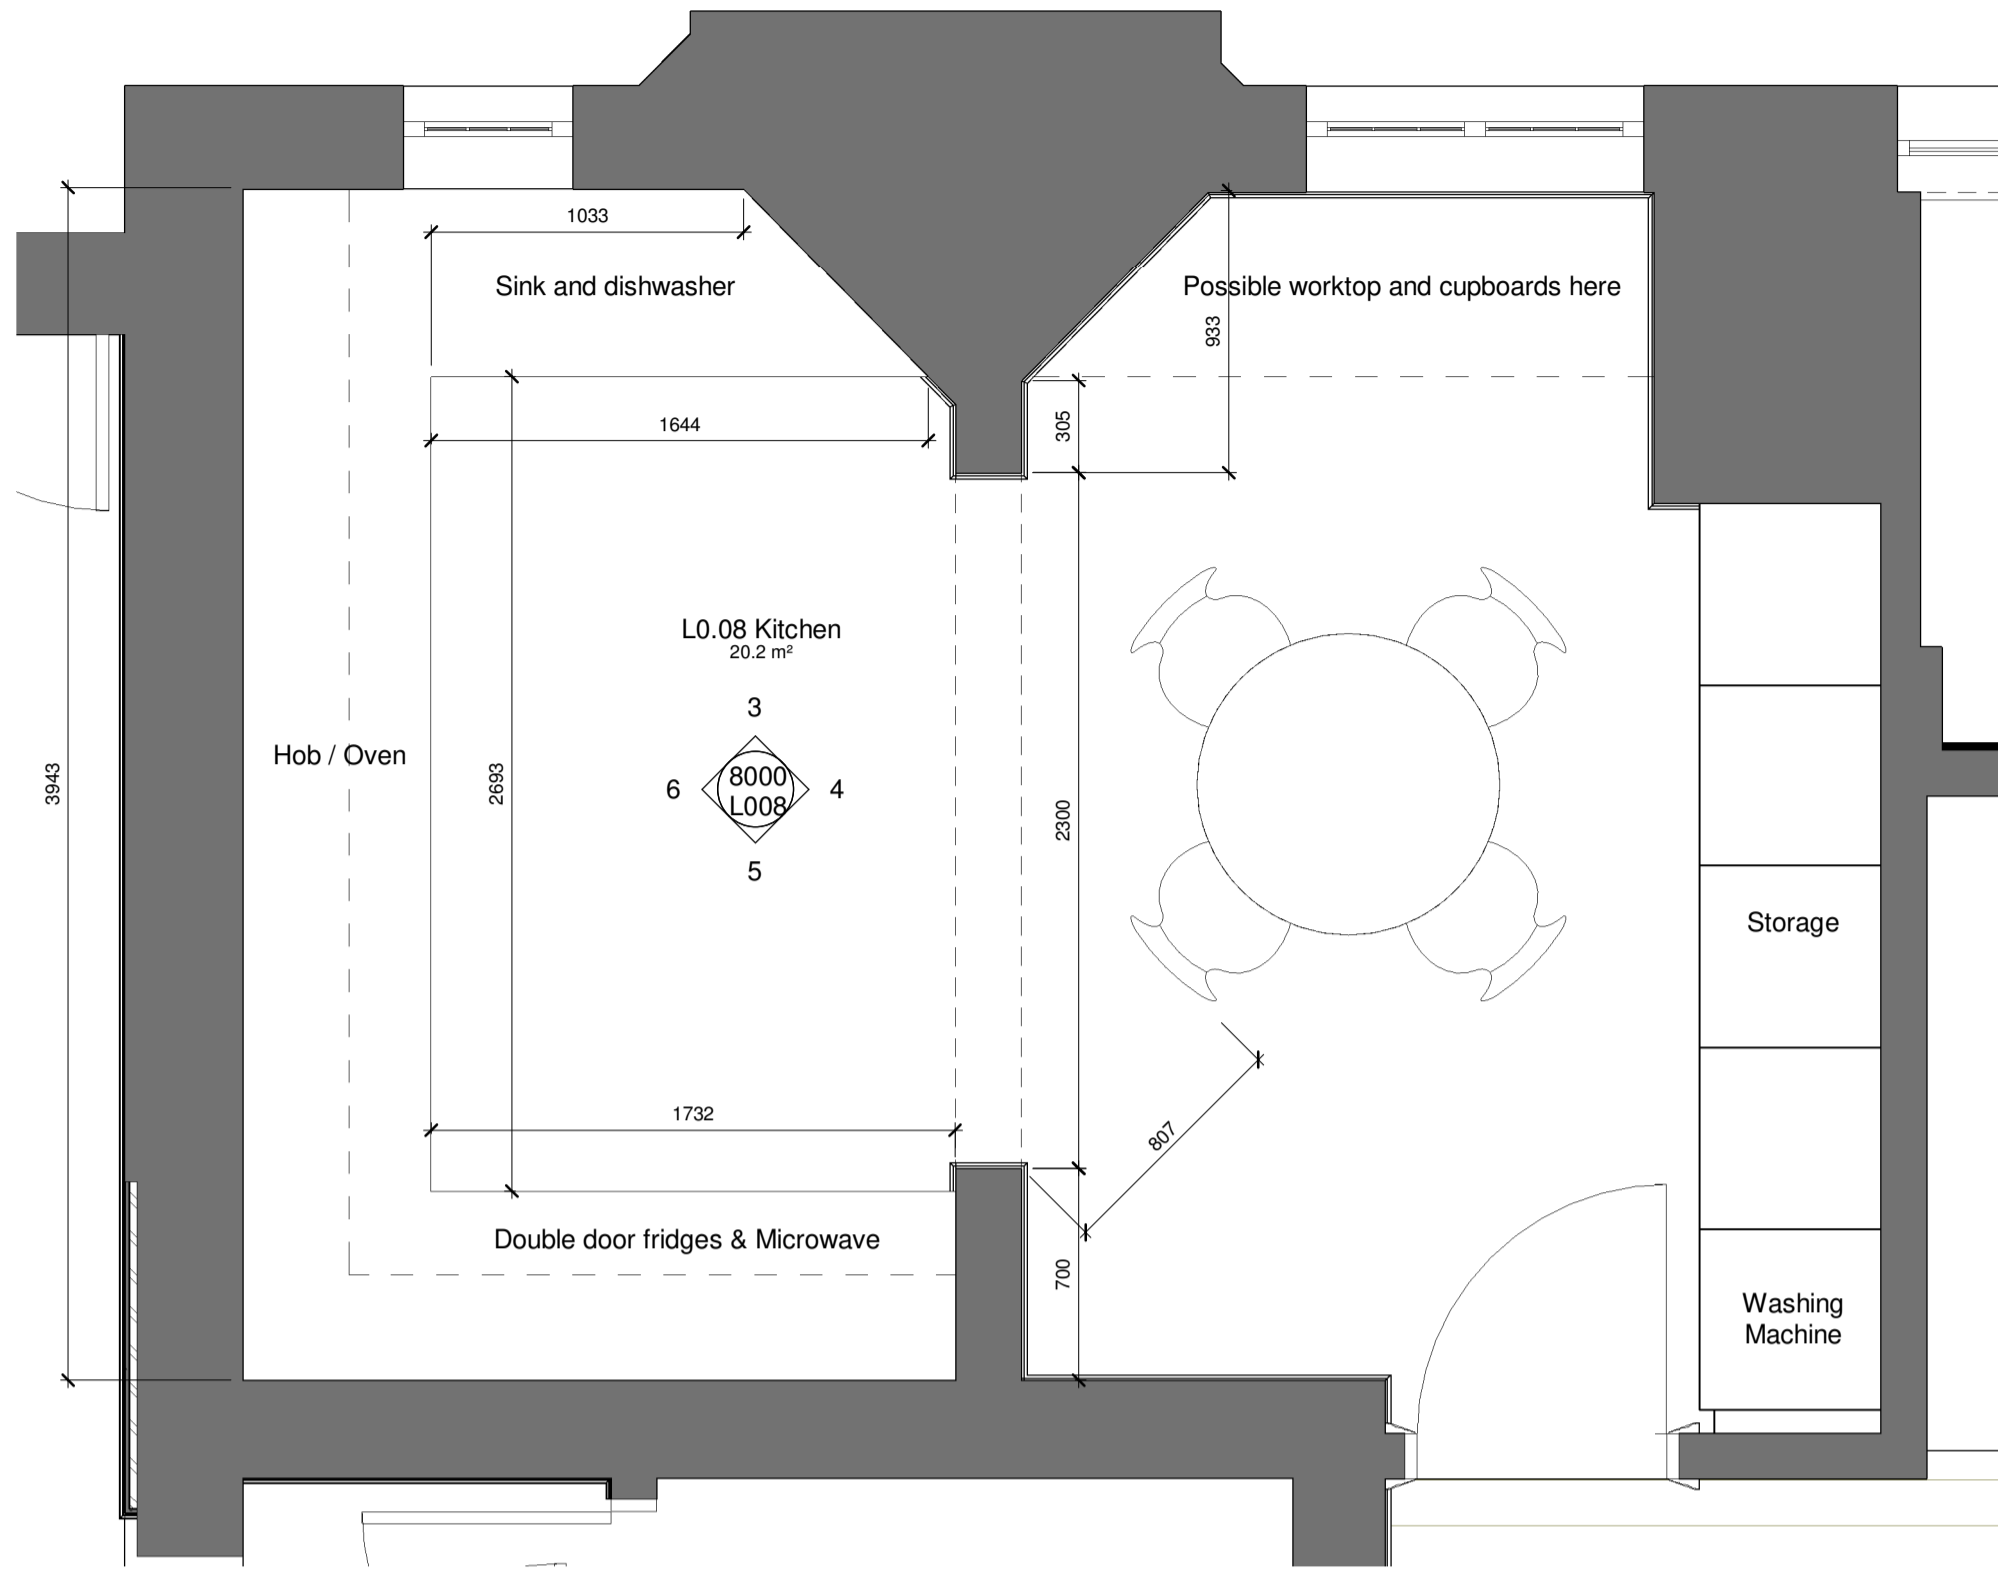 1033
Sink and dishwasher
Possible worktop and cupboards here
933
1644
305
L0.08 Kitchen
20.2 m²
3
Hob / Oven
3943
2693
6
8000
L008
4
2300
5
Storage
1732
807
Double door fridges & Microwave
700
Washing
Machine